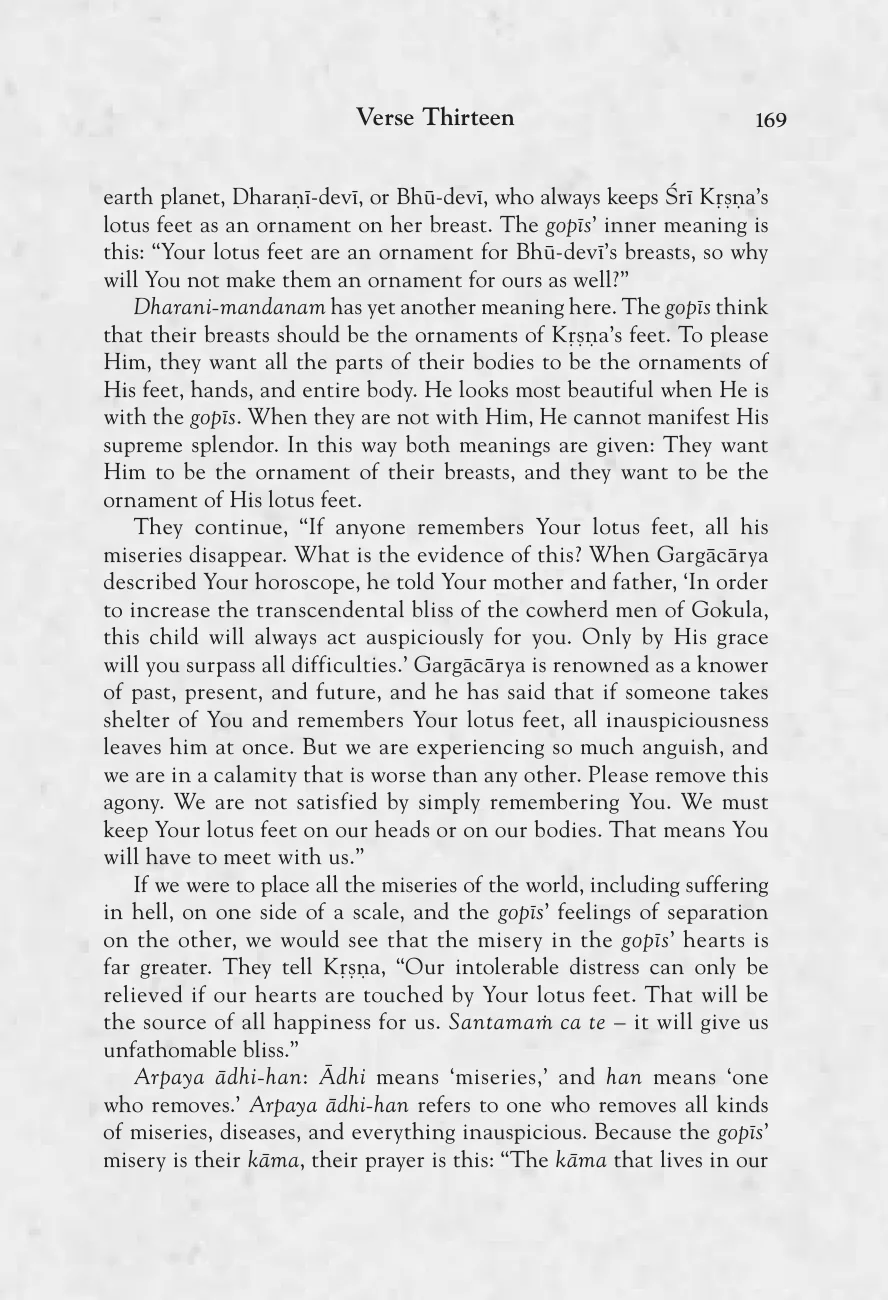 Verse Thirteen 169
earth planet, Dharaṇī-devī, or Bhū-devī, who always keeps Śrī Kṛṣṇa’s
lotus feet as an ornament on her breast. The gopīs’ inner meaning is
this: “Your lotus feet are an ornament for Bhū-devī’s breasts, so why
will You not make them an ornament for ours as well?”
Dharani-mandanam has yet another meaning here. The gopīs think
that their breasts should be the ornaments of Kṛṣṇa’s feet. To please
Him, they want all the parts of their bodies to be the ornaments of
His feet, hands, and entire body. He looks most beautiful when He is
with the gopīs. When they are not with Him, He cannot manifest His
supreme splendor. In this way both meanings are given: They want
Him to be the ornament of their breasts, and they want to be the
ornament of His lotus feet.
They continue, “If anyone remembers Your lotus feet, all his
miseries disappear. What is the evidence of this? When Gargācārya
described Your horoscope, he told Your mother and father, ‘In order
to increase the transcendental bliss of the cowherd men of Gokula,
this child will always act auspiciously for you. Only by His grace
will you surpass all difficulties.’ Gargācārya is renowned as a knower
of past, present, and future, and he has said that if someone takes
shelter of You and remembers Your lotus feet, all inauspiciousness
leaves him at once. But we are experiencing so much anguish, and
we are in a calamity that is worse than any other. Please remove this
agony. We are not satisfied by simply remembering You. We must
keep Your lotus feet on our heads or on our bodies. That means You
will have to meet with us.”
If we were to place all the miseries of the world, including suffering
in hell, on one side of a scale, and the gopīs’ feelings of separation
on the other, we would see that the misery in the gopīs’ hearts is
far greater. They tell Kṛṣṇa, “Our intolerable distress can only be
relieved if our hearts are touched by Your lotus feet. That will be
the source of all happiness for us. Santamaṁ ca te – it will give us
unfathomable bliss.”
Arpaya ādhi-han: Ādhi means ‘miseries,’ and han means ‘one
who removes.’ Arpaya ādhi-han refers to one who removes all kinds
of miseries, diseases, and everything inauspicious. Because the gopīs’
misery is their kāma, their prayer is this: “The kāma that lives in our